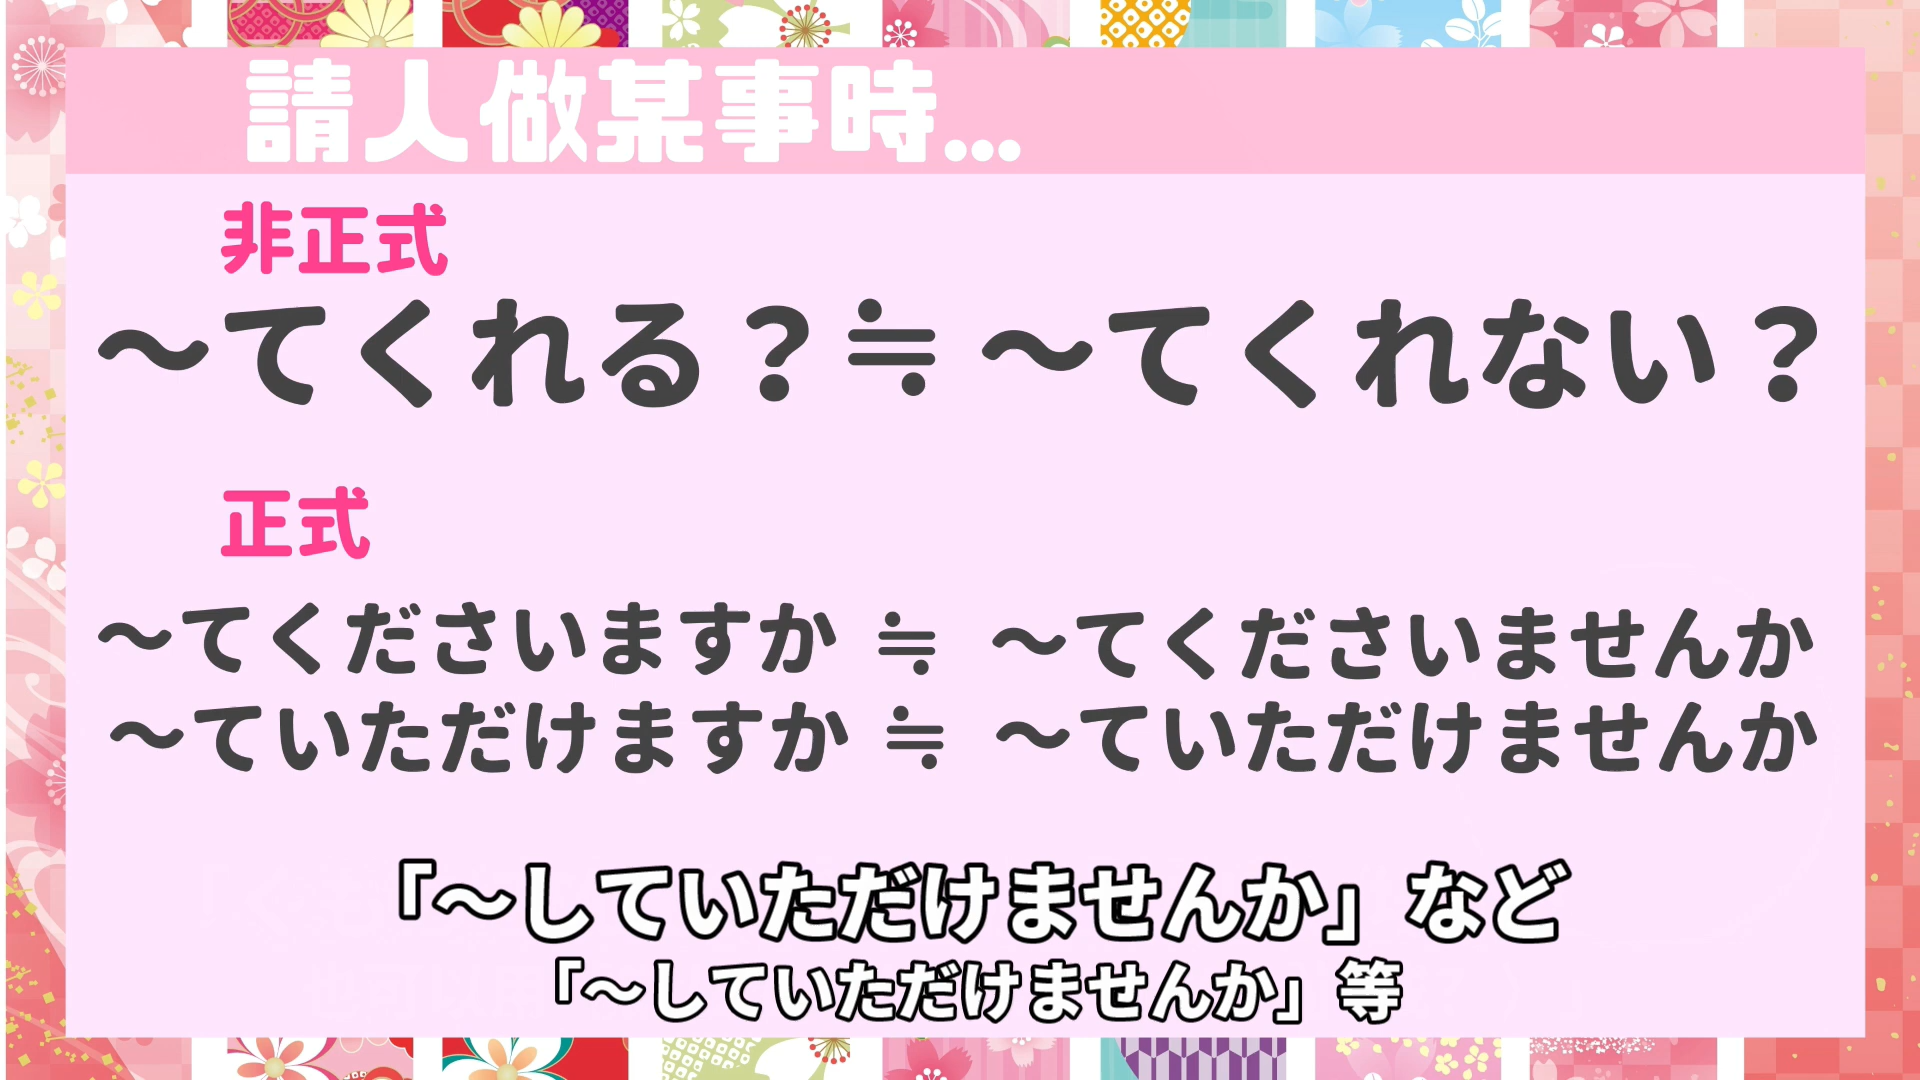 請人做某事時...
非正式
～てくれる？≒～てくれない？
正式
～てくださいますか ≒ ～てくださいませんか
～ていただけますか ≒ ～ていただけませんか
「～していただけませんか」など
「～していただけませんか」等